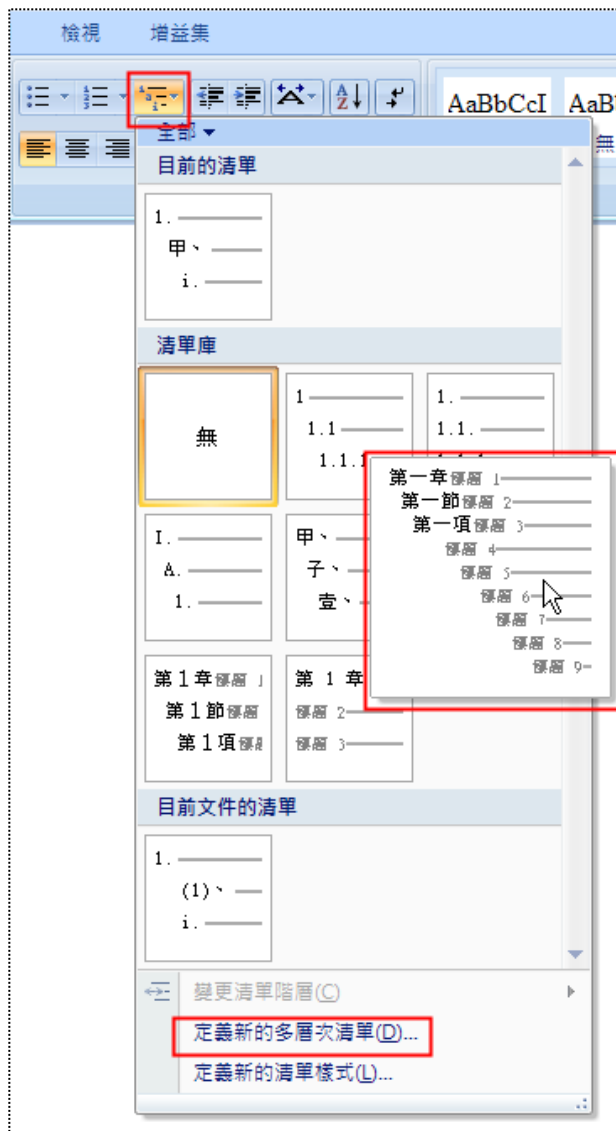 檢視 增益集
AaBbCcI AaB
無
全部
目前的清單
1.
甲、
i.
清單庫
無
1
1.1
1.1.1
1.
1.1.
第一章標題 1
第一節標題 2
第一項標題 3
標題 4
標題 5
標題 6
標題 7
標題 8
標題 9
I.
A.
1.
甲、
子、
壹、
第1章標題
第1節標題
第1項標
第 1 章
標題 2
標題 3
目前文件的清單
1.
(1)、
i.
變更清單階層(C)
定義新的多層次清單(D)...
定義新的清單樣式(L)...